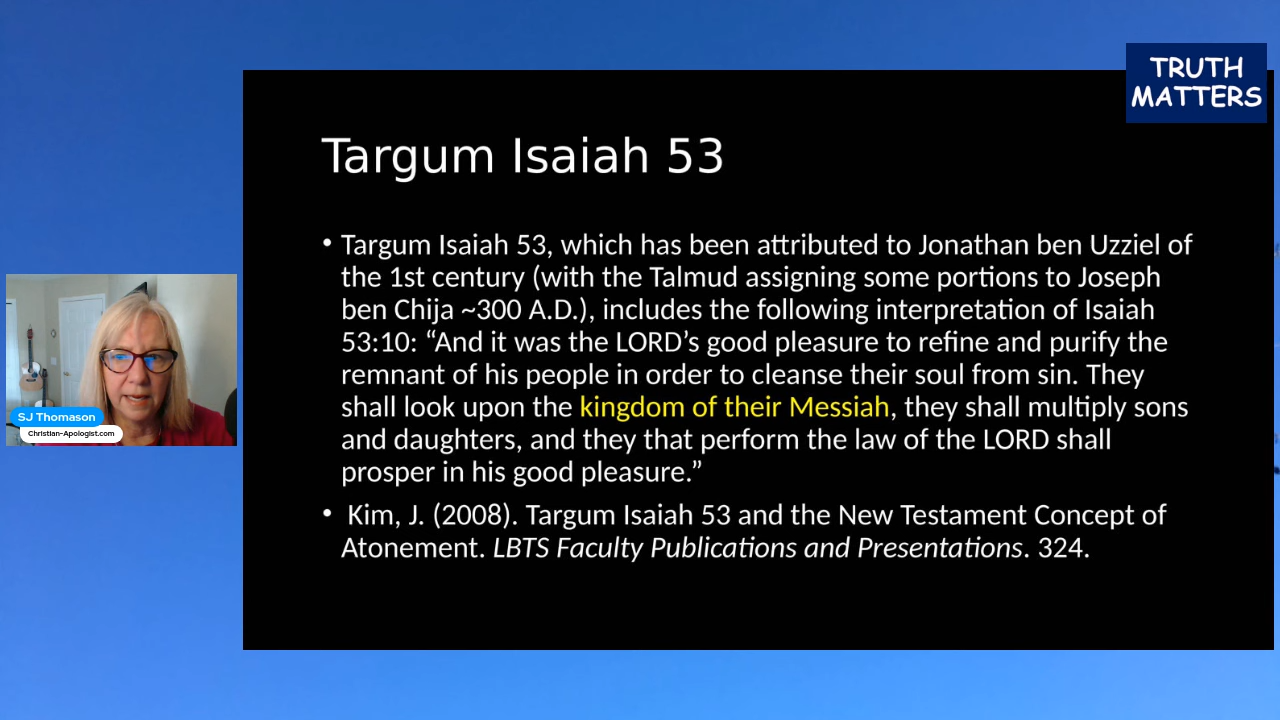 TRUTH
MATTERS
Targum Isaiah 53
• Targum Isaiah 53, which has been attributed to Jonathan ben Uzziel of
the 1st century (with the Talmud assigning some portions to Joseph
ben Chija ~300 A.D.), includes the following interpretation of Isaiah
53:10: “And it was the LORD’s good pleasure to refine and purify the
remnant of his people in order to cleanse their soul from sin. They
shall look upon the kingdom of their Messiah, they shall multiply sons
and daughters, and they that perform the law of the LORD shall
prosper in his good pleasure.”
• Kim, J. (2008). Targum Isaiah 53 and the New Testament Concept of
Atonement. LBTS Faculty Publications and Presentations. 324.
SJ Thomason
Christian-Apologist.com